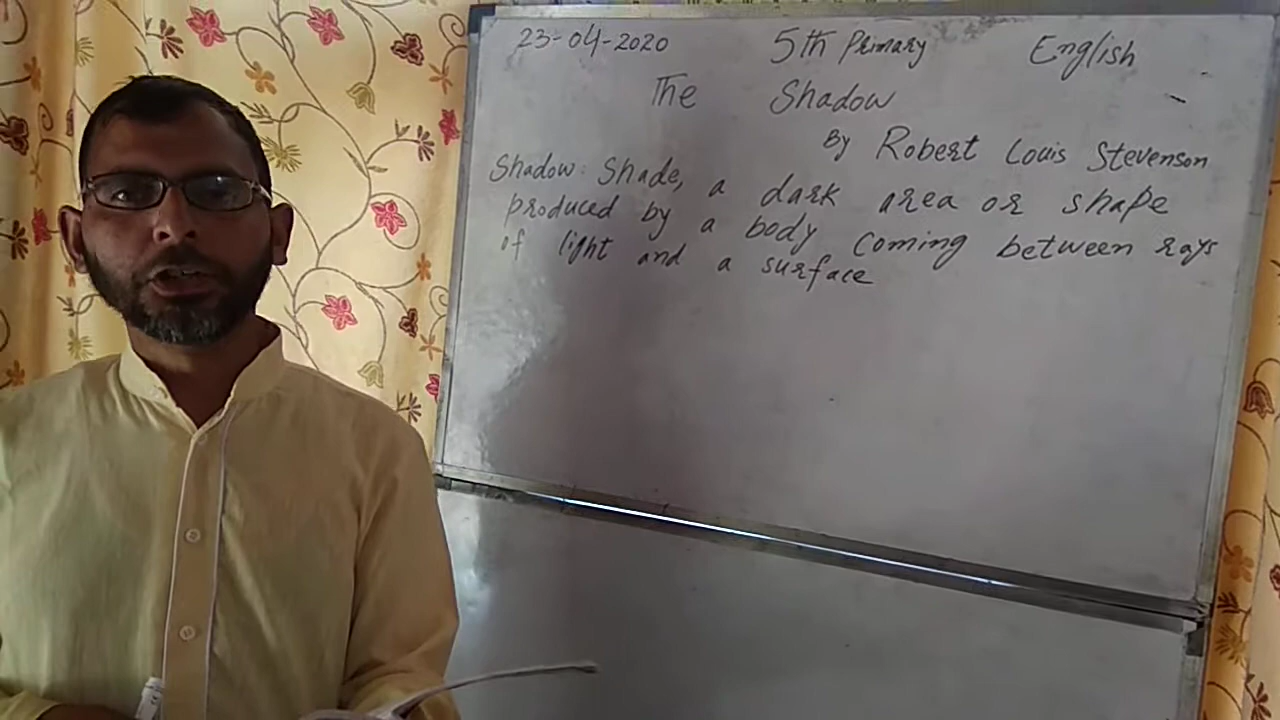 23-04-2020 5th Primary English
The Shadow
By Robert Louis Stevenson
Shadow: Shade, a dark area or shape
produced by a body coming between rays
of light and a surface